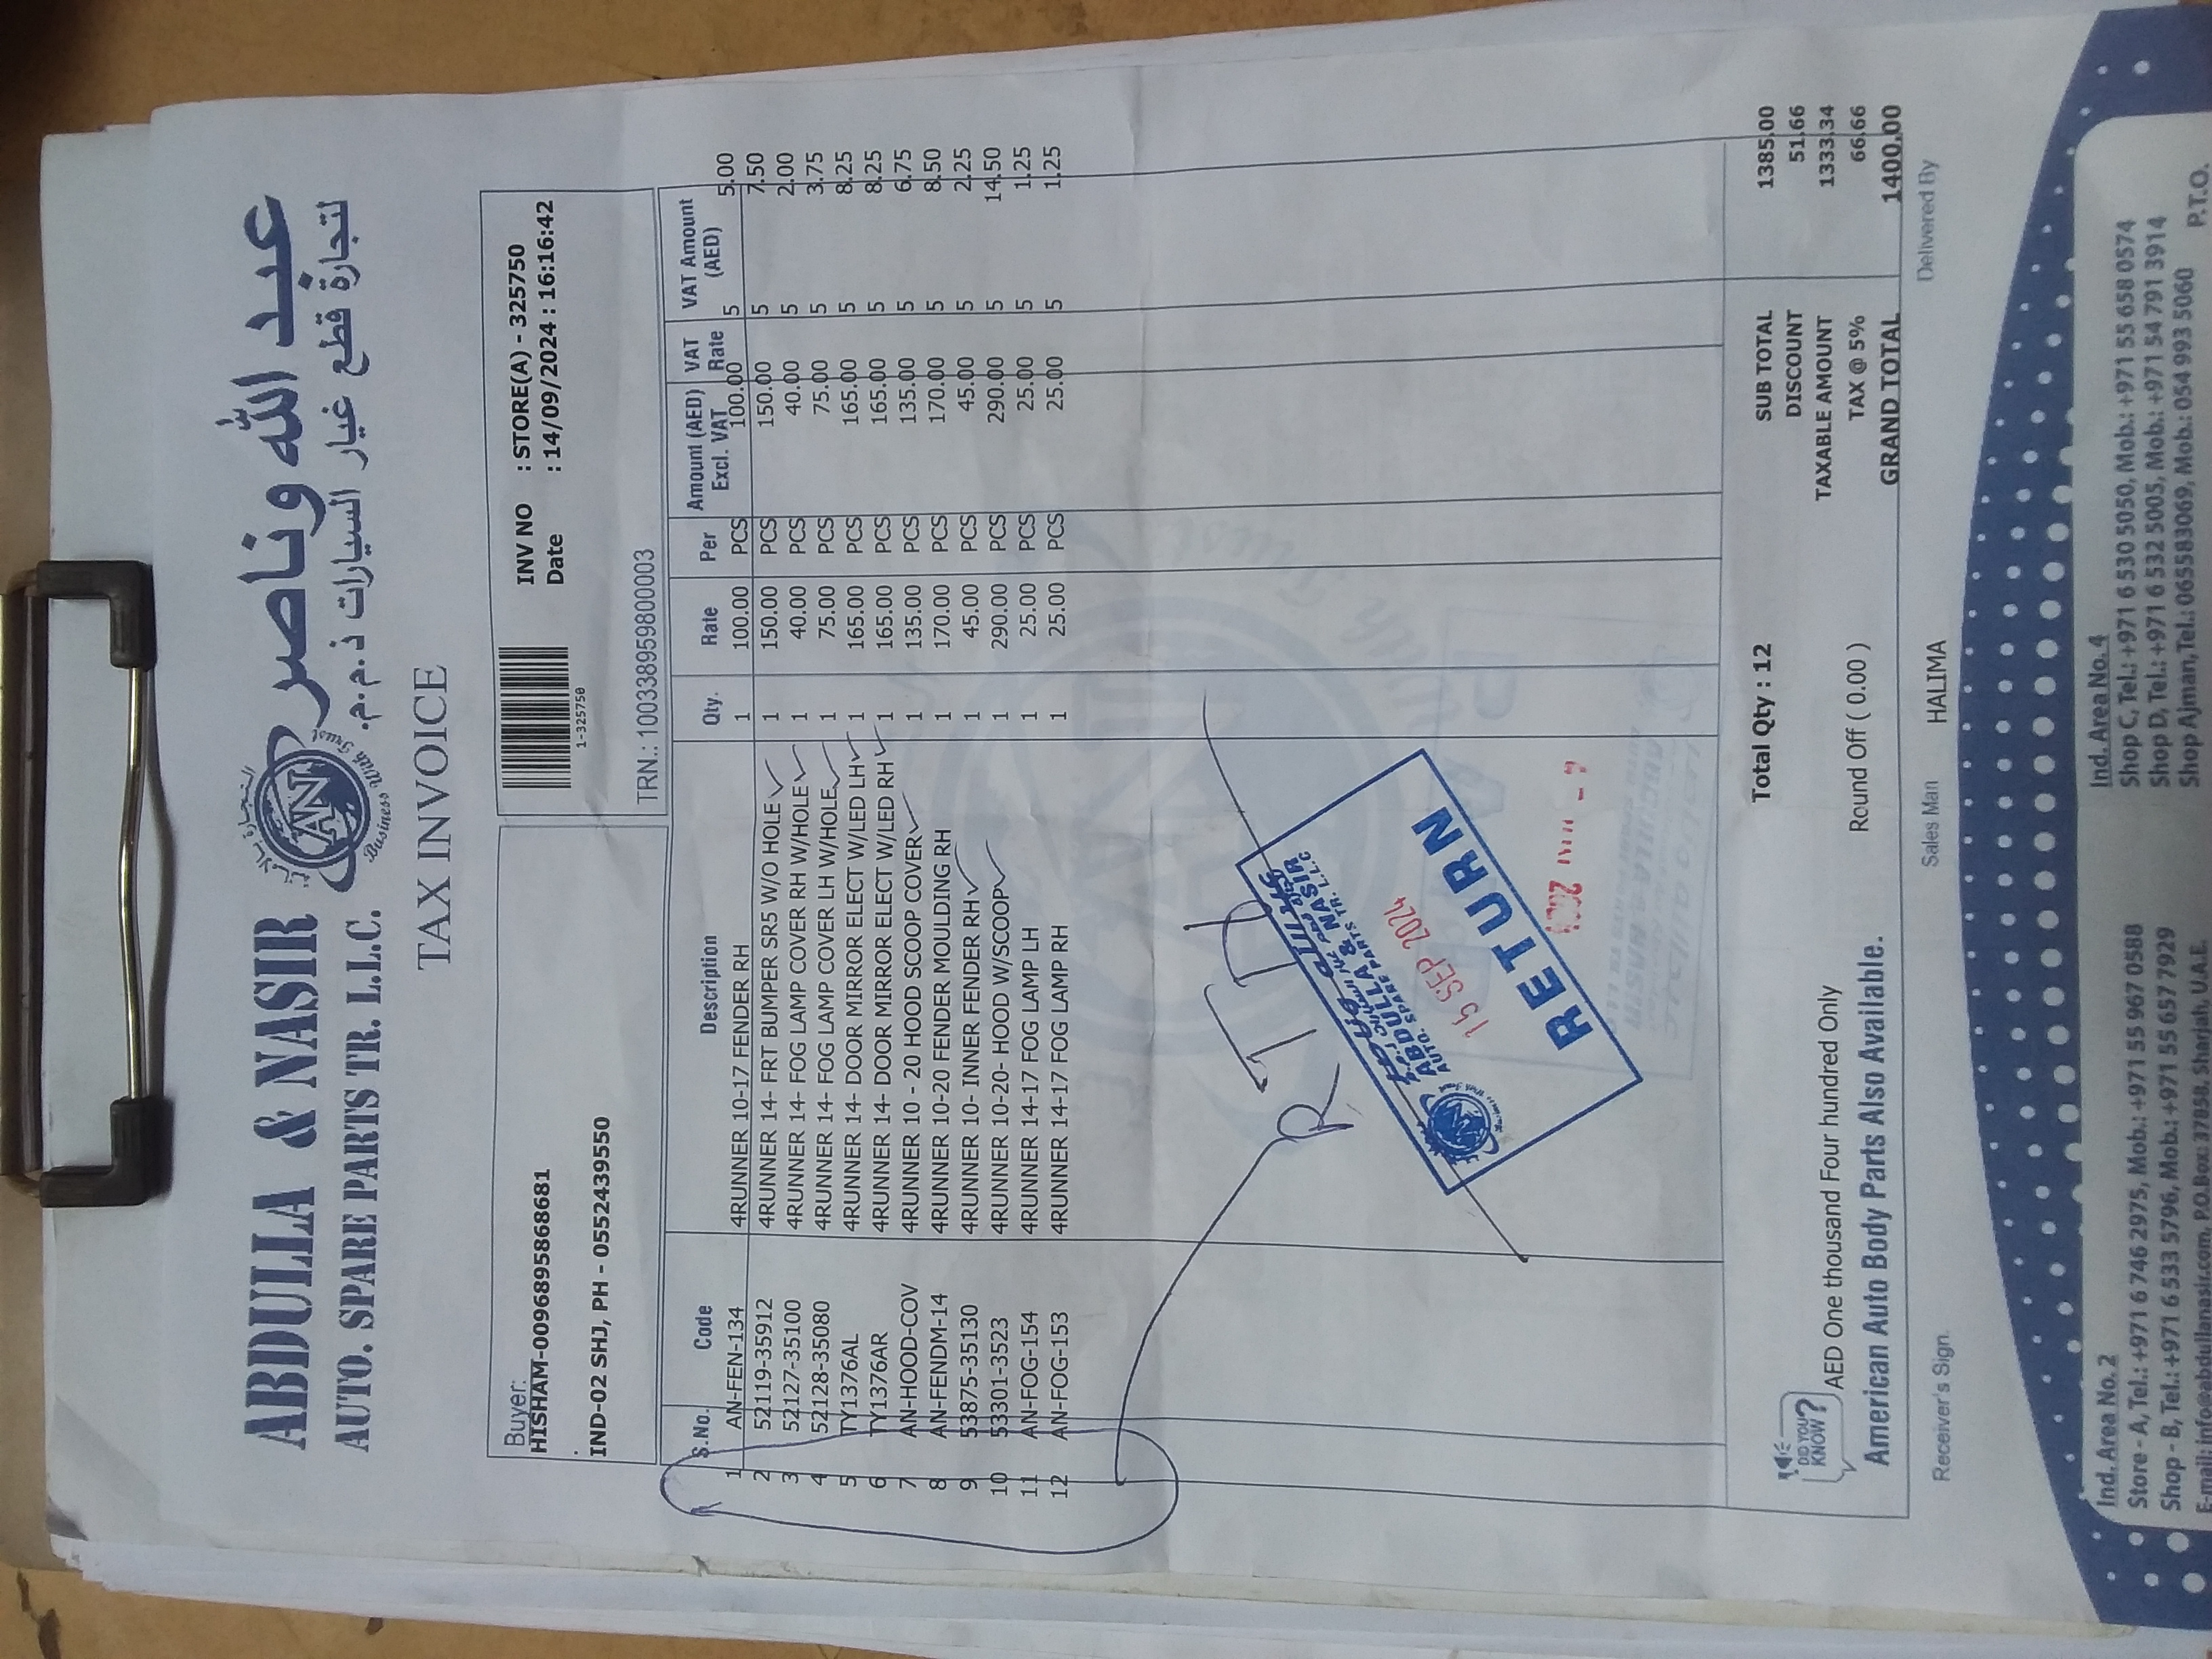 ABDULLA & NASIR
عبد الله وناصر
AUTO. SPARE PARTS TR. L.L.C.
لتجارة قطع غيار السيارات ذ.م.م.
AN
Business With Trust
TAX INVOICE
Buyer:
HISHAM-0096895868681
.
IND-02 SHJ, PH - 0552439550
1-325750
INV NO : STORE(A) - 325750
Date : 14/09/2024 : 16:16:42
TRN.: 100338959800003
S.No. Code Description Qty. Rate Per Amount (AED) Excl. VAT VAT Rate VAT Amount (AED)
1 AN-FEN-134 4RUNNER 10-17 FENDER RH 1 100.00 PCS 100.00 5 5.00
2 52119-35912 4RUNNER 14- FRT BUMPER SR5 W/O HOLE 1 150.00 PCS 150.00 5 7.50
3 52127-35100 4RUNNER 14- FOG LAMP COVER RH W/HOLE 1 40.00 PCS 40.00 5 2.00
4 52128-35080 4RUNNER 14- FOG LAMP COVER LH W/HOLE 1 75.00 PCS 75.00 5 3.75
5 TY1376AL 4RUNNER 14- DOOR MIRROR ELECT W/LED LH 1 165.00 PCS 165.00 5 8.25
6 TY1376AR 4RUNNER 14- DOOR MIRROR ELECT W/LED RH 1 165.00 PCS 165.00 5 8.25
7 AN-HOOD-COV 4RUNNER 10 - 20 HOOD SCOOP COVER 1 135.00 PCS 135.00 5 6.75
8 AN-FENDM-14 4RUNNER 10-20 FENDER MOULDING RH 1 170.00 PCS 170.00 5 8.50
9 53875-35130 4RUNNER 10- INNER FENDER RH 1 45.00 PCS 45.00 5 2.25
10 53301-3523 4RUNNER 10-20- HOOD W/SCOOP 1 290.00 PCS 290.00 5 14.50
11 AN-FOG-154 4RUNNER 14-17 FOG LAMP LH 1 25.00 PCS 25.00 5 1.25
12 AN-FOG-153 4RUNNER 14-17 FOG LAMP RH 1 25.00 PCS 25.00 5 1.25
ABDULLA & NASIR
AUTO. SPARE PARTS TR. L.L.C
15 SEP 2024
RETURN
Total Qty : 12
SUB TOTAL 1385.00
DISCOUNT 51.66
TAXABLE AMOUNT 1333.34
TAX @ 5% 66.66
GRAND TOTAL 1400.00
DID YOU KNOW?
AED One thousand Four hundred Only
Round Off ( 0.00 )
American Auto Body Parts Also Available.
Receiver's Sign. Sales Man HALIMA Delivered By
Ind. Area No. 2
Store - A, Tel.:+971 6 746 2975, Mob.:+971 55 967 0588
Shop - B, Tel.:+971 6 533 5796, Mob.:+971 55 657 7929
Ind. Area No. 4
Shop C, Tel.: +971 6 530 5050, Mob.: +971 55 658 0574
Shop D, Tel.: +971 6 532 5005, Mob.: +971 54 791 3914
Shop Ajman, Tel.: 065583069, Mob.: 054 993 5060
P.T.O.